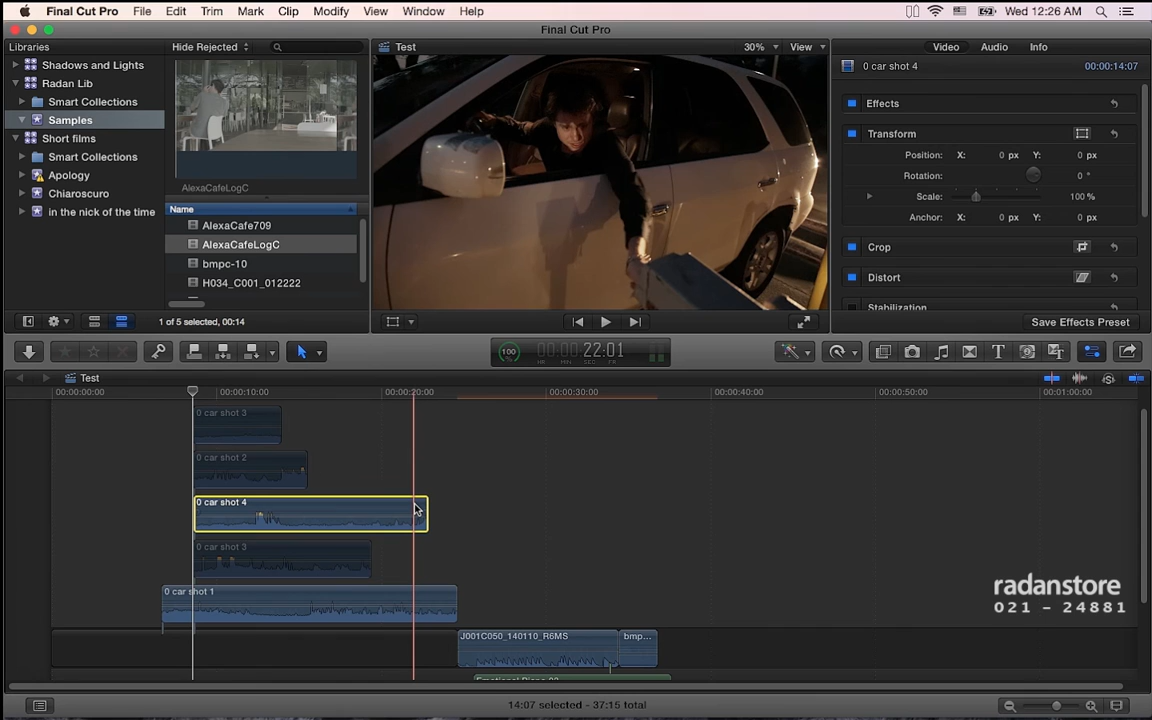 Final Cut Pro File Edit Trim Mark Clip Modify View Window Help Wed 12:26 AM
Final Cut Pro
Libraries Hide Rejected Test 30% View Video Audio Info
Shadows and Lights
Radan Lib
Smart Collections
Samples
Short films
Smart Collections
Apology
Chiaroscuro
in the nick of the time
AlexaCafeLogC
Name
AlexaCafe709
AlexaCafeLogC
bmpc-10
H034_C001_012222
1 of 5 selected, 00:14
0 car shot 4 00:00:14:07
Effects
Transform
Position: X: 0 px Y: 0 px
Rotation: 0 °
Scale: 100 %
Anchor: X: 0 px Y: 0 px
Crop
Distort
Stabilization
Save Effects Preset
100 00:00 22:01
HR MIN SEC FR
Test
00:00:00:00 00:00:10:00 00:00:20:00 00:00:30:00 00:00:40:00 00:00:50:00 00:01:00:00
0 car shot 3
0 car shot 2
0 car shot 4
0 car shot 3
0 car shot 1
J001C050_140110_R6MS bmp...
radanstore
021 - 24881
14:07 selected - 37:15 total